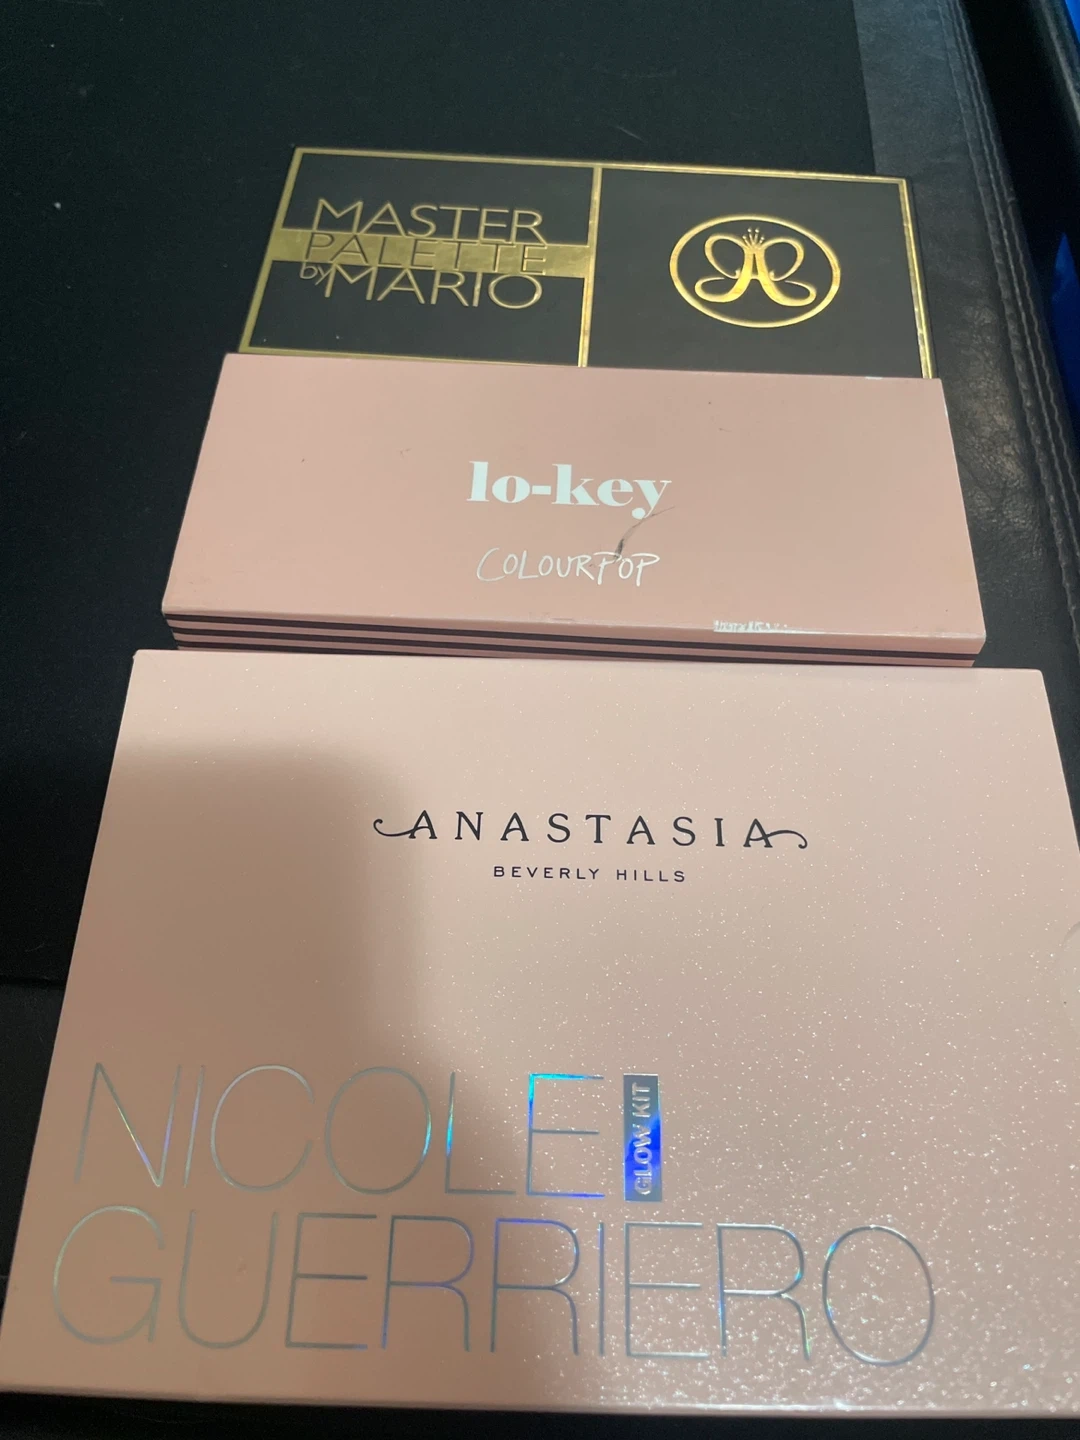 MASTER
PALETTE
by MARIO
A
lo-key
COLOURPOP
ANASTASIA
BEVERLY HILLS
NICOLE
GLOW KIT
GUERRIERO